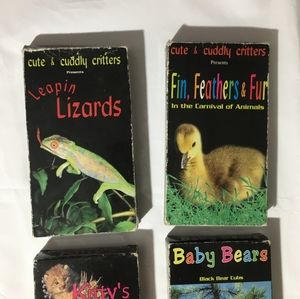 cute & cuddly critters
Presents
Leapin
Lizards
cute & cuddly critters
Presents
Fin, Feathers & Fur
In the Carnival of Animals
Kitty's
Baby Bears
Black Bear Cubs